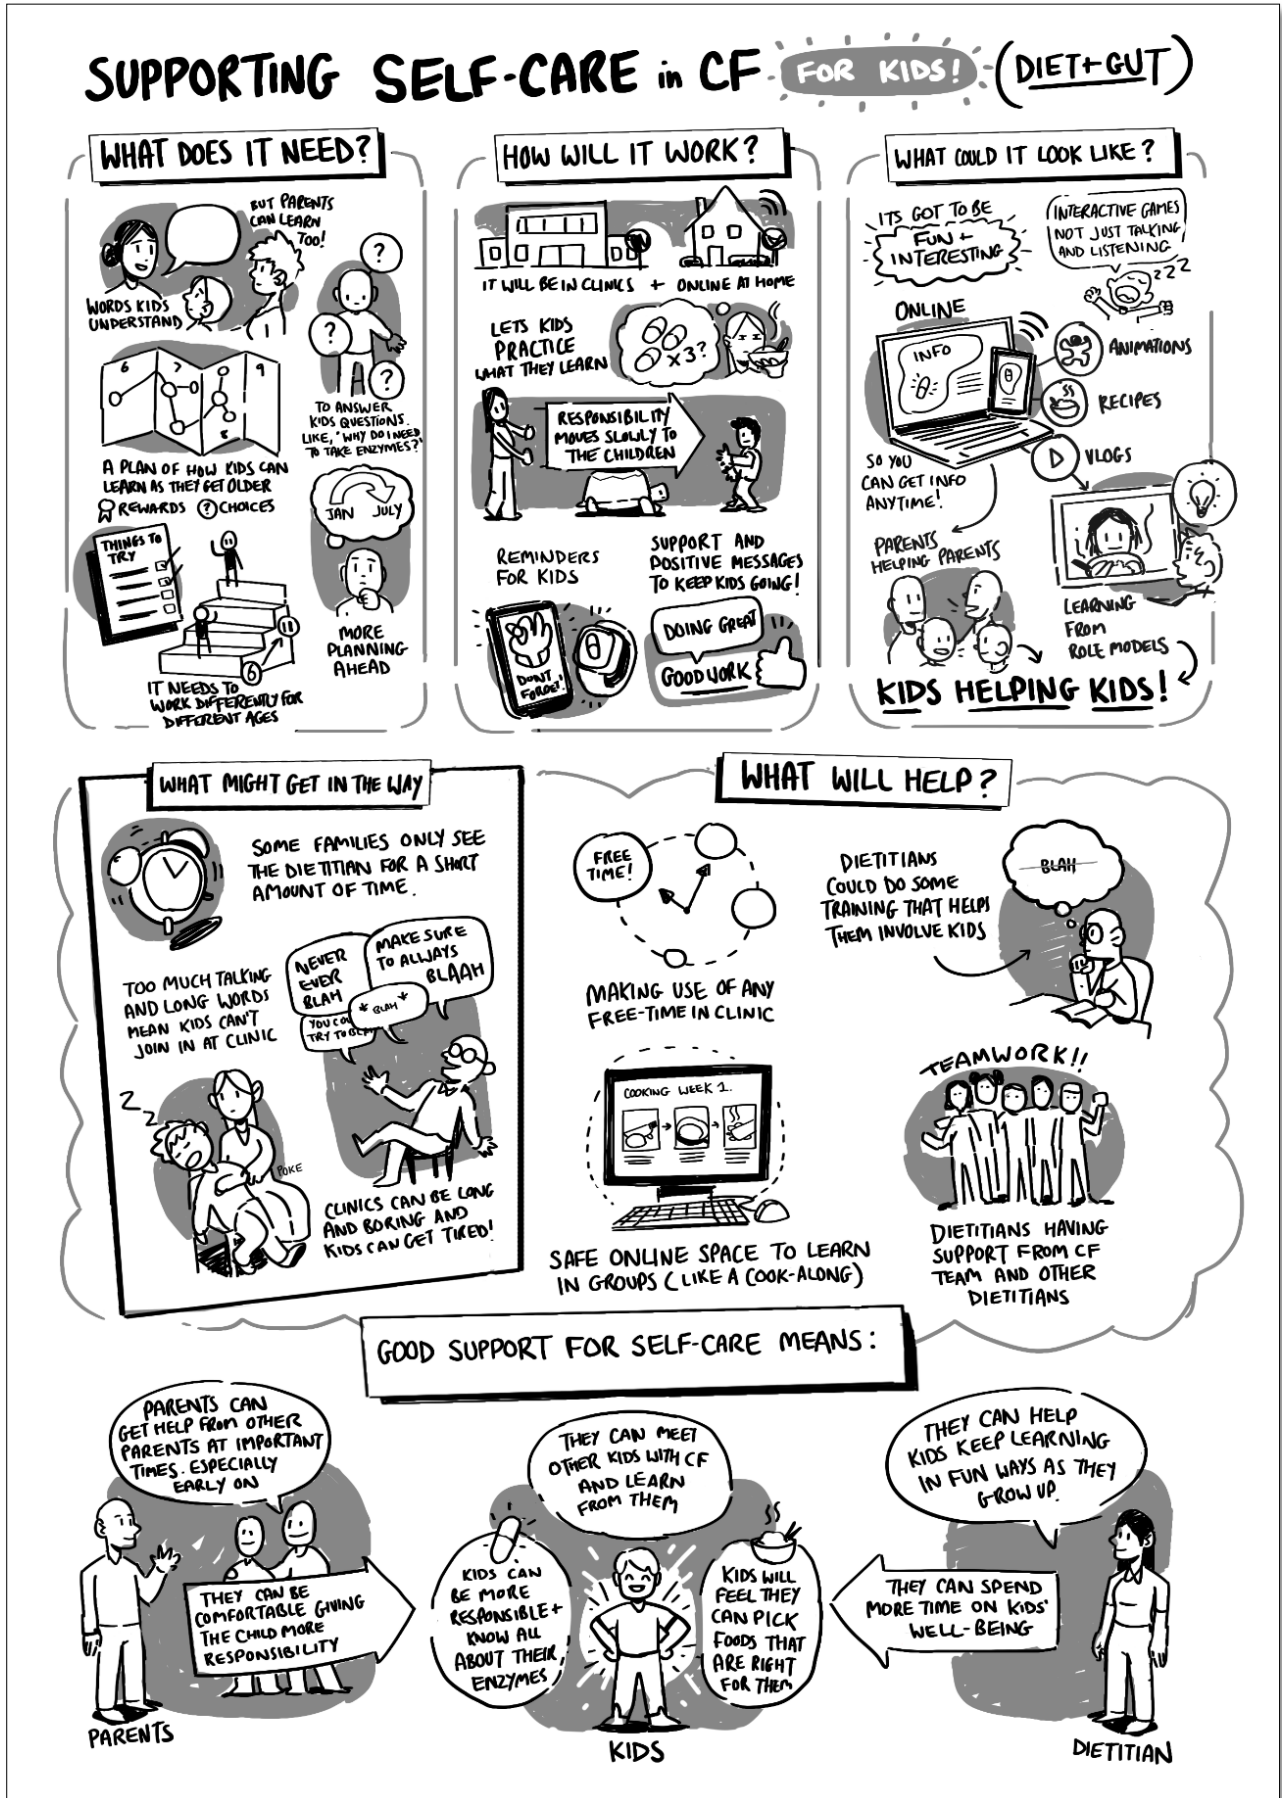 SUPPORTING SELF-CARE in CF FOR KIDS! (DIET+GUT)
WHAT DOES IT NEED?
BUT PARENTS
CAN LEARN
TOO!
WORDS KIDS
UNDERSTAND
?
?
?
TO ANSWER
KIDS QUESTIONS.
LIKE, 'WHY DO I NEED
TO TAKE ENZYMES?'
6 7 8 9
A PLAN OF HOW KIDS CAN
LEARN AS THEY GET OLDER
REWARDS ? CHOICES
THINGS TO
TRY
JAN JULY
MORE
PLANNING
AHEAD
11
6
IT NEEDS TO
WORK DIFFERENTLY FOR
DIFFERENT AGES
HOW WILL IT WORK?
IT WILL BE IN CLINICS + ONLINE AT HOME
LETS KIDS
PRACTICE
WHAT THEY LEARN
x3?
RESPONSIBILITY
MOVES SLOWLY TO
THE CHILDREN
REMINDERS
FOR KIDS
DON'T
FORGET!
SUPPORT AND
POSITIVE MESSAGES
TO KEEP KIDS GOING!
DOING GREAT
GOOD WORK
WHAT COULD IT LOOK LIKE?
ITS GOT TO BE
FUN +
INTERESTING
INTERACTIVE GAMES
NOT JUST TALKING
AND LISTENING
ZZZ
ONLINE
INFO
ANIMATIONS
RECIPES
VLOGS
SO YOU
CAN GET INFO
ANYTIME!
PARENTS
HELPING PARENTS
LEARNING
FROM
ROLE MODELS
KIDS HELPING KIDS!
WHAT MIGHT GET IN THE WAY
SOME FAMILIES ONLY SEE
THE DIETITIAN FOR A SHORT
AMOUNT OF TIME.
TOO MUCH TALKING
AND LONG WORDS
MEAN KIDS CAN'T
JOIN IN AT CLINIC
NEVER
EVER
BLAH
MAKE SURE
TO ALWAYS
BLAAH
* BLAH *
YOU COU
TRY TO BLA
ZZ
POKE
CLINICS CAN BE LONG
AND BORING AND
KIDS CAN GET TIRED!
WHAT WILL HELP?
FREE
TIME!
MAKING USE OF ANY
FREE-TIME IN CLINIC
DIETITIANS
COULD DO SOME
TRAINING THAT HELPS
THEM INVOLVE KIDS
BLAH
COOKING WEEK 1.
SAFE ONLINE SPACE TO LEARN
IN GROUPS (LIKE A COOK-ALONG)
TEAMWORK!!
DIETITIANS HAVING
SUPPORT FROM CF
TEAM AND OTHER
DIETITIANS
GOOD SUPPORT FOR SELF-CARE MEANS:
PARENTS CAN
GET HELP FROM OTHER
PARENTS AT IMPORTANT
TIMES. ESPECIALLY
EARLY ON
THEY CAN BE
COMFORTABLE GIVING
THE CHILD MORE
RESPONSIBILITY
PARENTS
THEY CAN MEET
OTHER KIDS WITH CF
AND LEARN
FROM THEM
KIDS CAN
BE MORE
RESPONSIBLE +
KNOW ALL
ABOUT THEIR
ENZYMES
KIDS WILL
FEEL THEY
CAN PICK
FOODS THAT
ARE RIGHT
FOR THEM
KIDS
THEY CAN HELP
KIDS KEEP LEARNING
IN FUN WAYS AS THEY
GROW UP.
THEY CAN SPEND
MORE TIME ON KIDS'
WELL-BEING
DIETITIAN